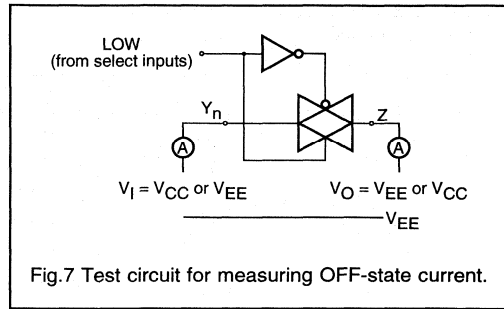 LOW
(from select inputs)
Yn
Z
A
A
VI = VCC or VEE
VO = VEE or VCC
VEE
Fig.7 Test circuit for measuring OFF-state current.